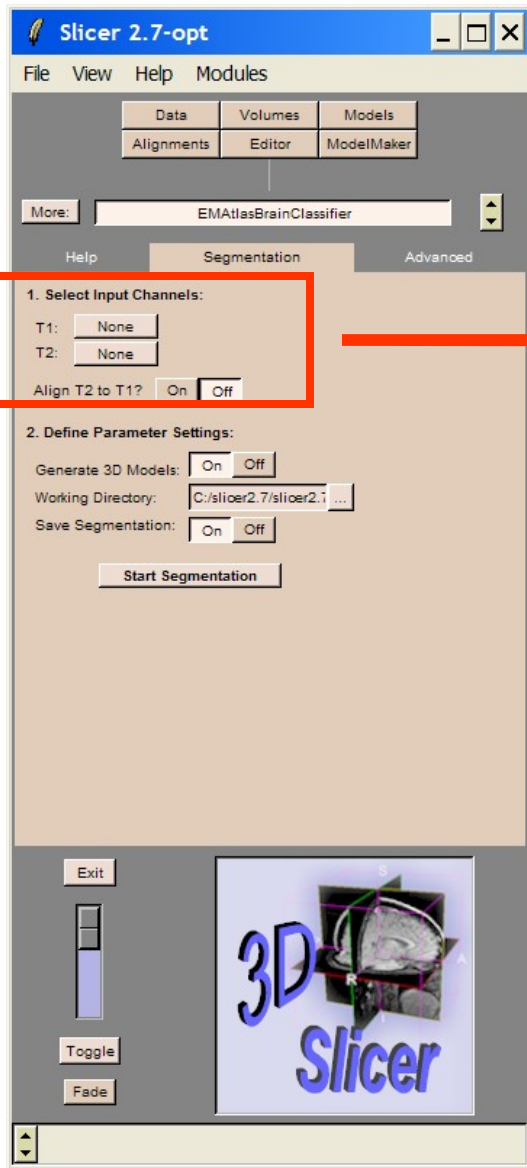 Slicer 2.7-opt
File View Help Modules
Data Volumes Models
Alignments Editor ModelMaker
More: EMAtlasBrainClassifier
Help Segmentation Advanced
1. Select Input Channels:
T1: None
T2: None
Align T2 to T1? On Off
2. Define Parameter Settings:
Generate 3D Models: On Off
Working Directory: C:/slicer2.7/slicer2.7 ...
Save Segmentation: On Off
Start Segmentation
Exit
S
A
R
I
3D
Slicer
Toggle
Fade